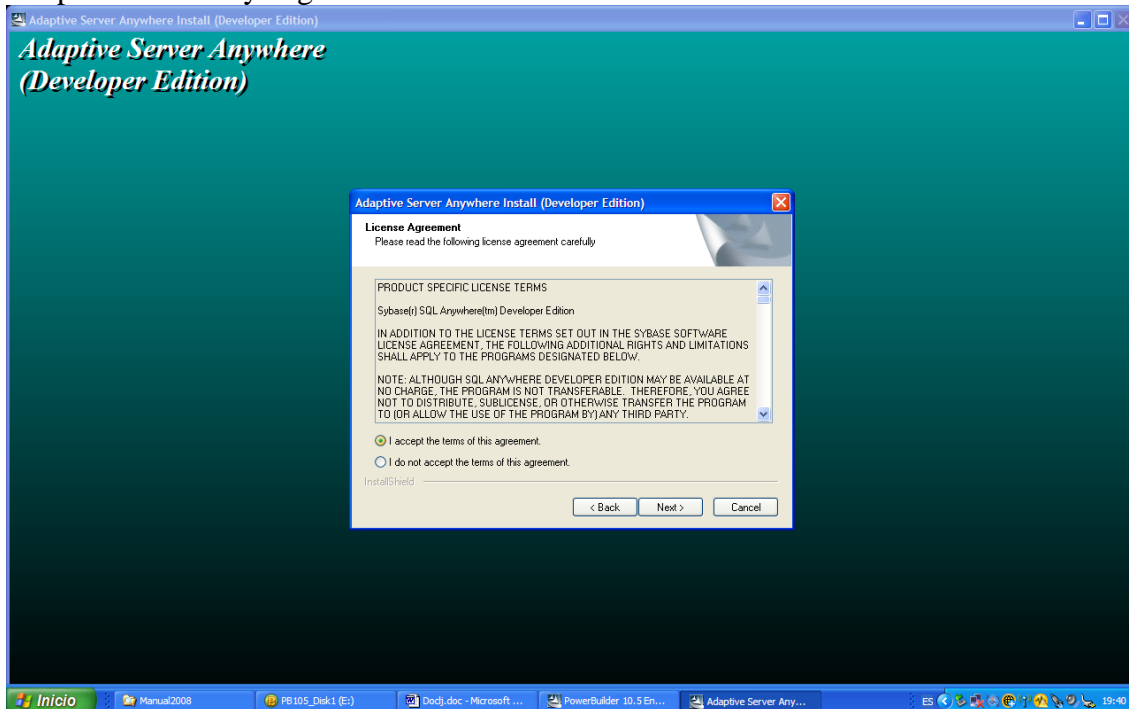 Adaptive Server Anywhere Install (Developer Edition)
Adaptive Server Anywhere
(Developer Edition)
Adaptive Server Anywhere Install (Developer Edition)
License Agreement
Please read the following license agreement carefully
PRODUCT SPECIFIC LICENSE TERMS
Sybase(r) SQL Anywhere(tm) Developer Edition
IN ADDITION TO THE LICENSE TERMS SET OUT IN THE SYBASE SOFTWARE
LICENSE AGREEMENT, THE FOLLOWING ADDITIONAL RIGHTS AND LIMITATIONS
SHALL APPLY TO THE PROGRAMS DESIGNATED BELOW.
NOTE: ALTHOUGH SQL ANYWHERE DEVELOPER EDITION MAY BE AVAILABLE AT
NO CHARGE, THE PROGRAM IS NOT TRANSFERABLE. THEREFORE, YOU AGREE
NOT TO DISTRIBUTE, SUBLICENSE, OR OTHERWISE TRANSFER THE PROGRAM
TO (OR ALLOW THE USE OF THE PROGRAM BY) ANY THIRD PARTY.
I accept the terms of this agreement.
I do not accept the terms of this agreement.
InstallShield
< Back Next > Cancel
Inicio Manual2008 PB105_Disk1 (E:) Docij.doc - Microsoft ... PowerBuilder 10.5 En... Adaptive Server Any... ES 19:40